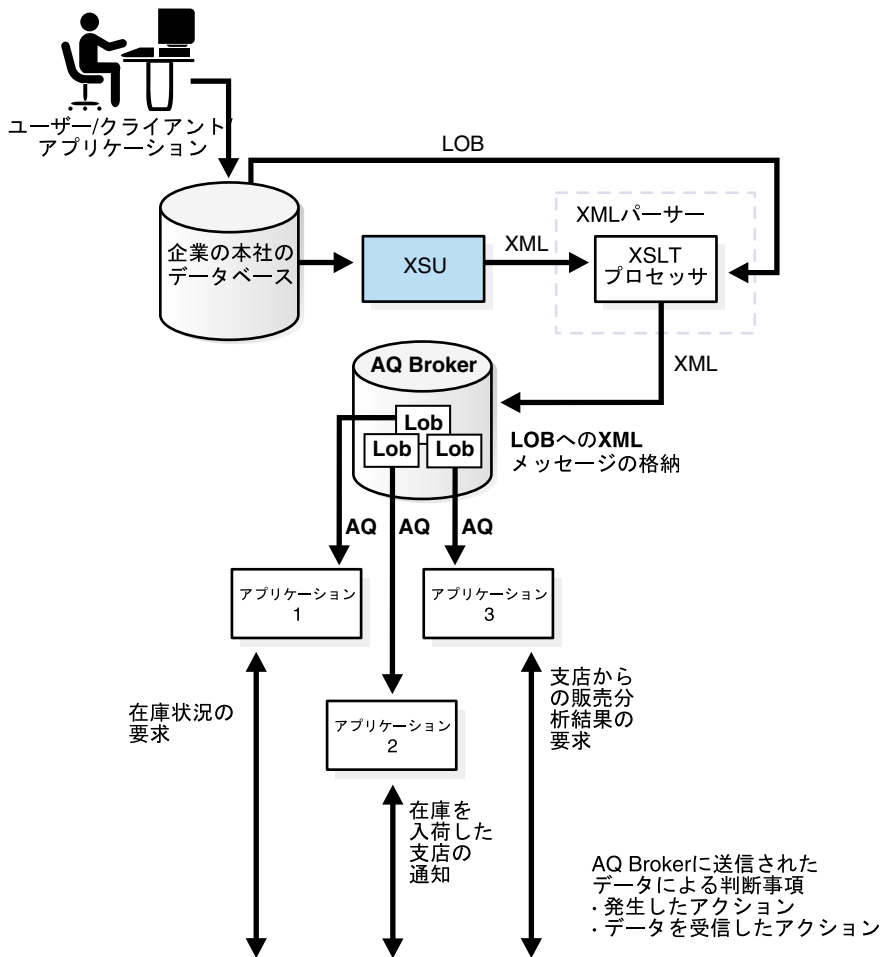 ユーザー/クライアント/
アプリケーション
LOB
XMLパーサー
企業の本社の
データベース
XSU
XML
XSLT
プロセッサ
XML
AQ Broker
Lob
Lob
Lob
LOBへのXML
メッセージの格納
AQ
AQ
AQ
アプリケーション
1
アプリケーション
3
在庫状況の
要求
支店から
の販売分
析結果の
要求
アプリケーション
2
在庫を
入荷した
支店の
通知
AQ Brokerに送信された
データによる判断事項
・発生したアクション
・データを受信したアクション